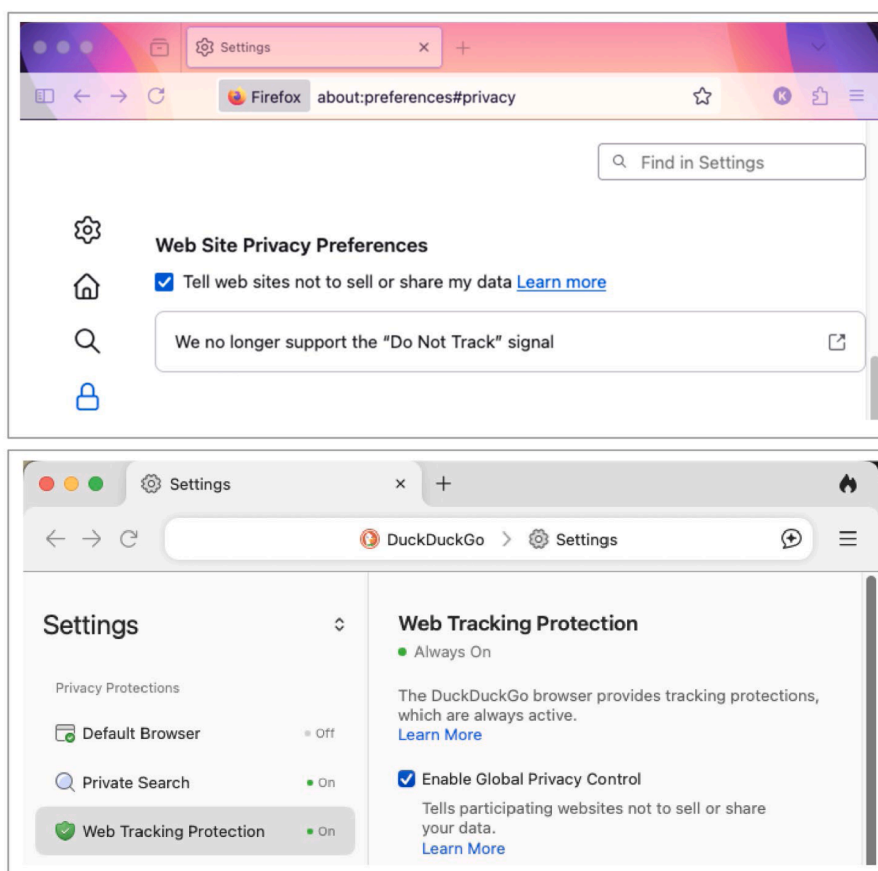 Settings
Firefox about:preferences#privacy
K
Find in Settings
Web Site Privacy Preferences
Tell web sites not to sell or share my data Learn more
We no longer support the “Do Not Track” signal
Settings
DuckDuckGo Settings
Settings
Privacy Protections
Default Browser Off
Private Search On
Web Tracking Protection On
Web Tracking Protection
Always On
The DuckDuckGo browser provides tracking protections,
which are always active.
Learn More
Enable Global Privacy Control
Tells participating websites not to sell or share
your data.
Learn More